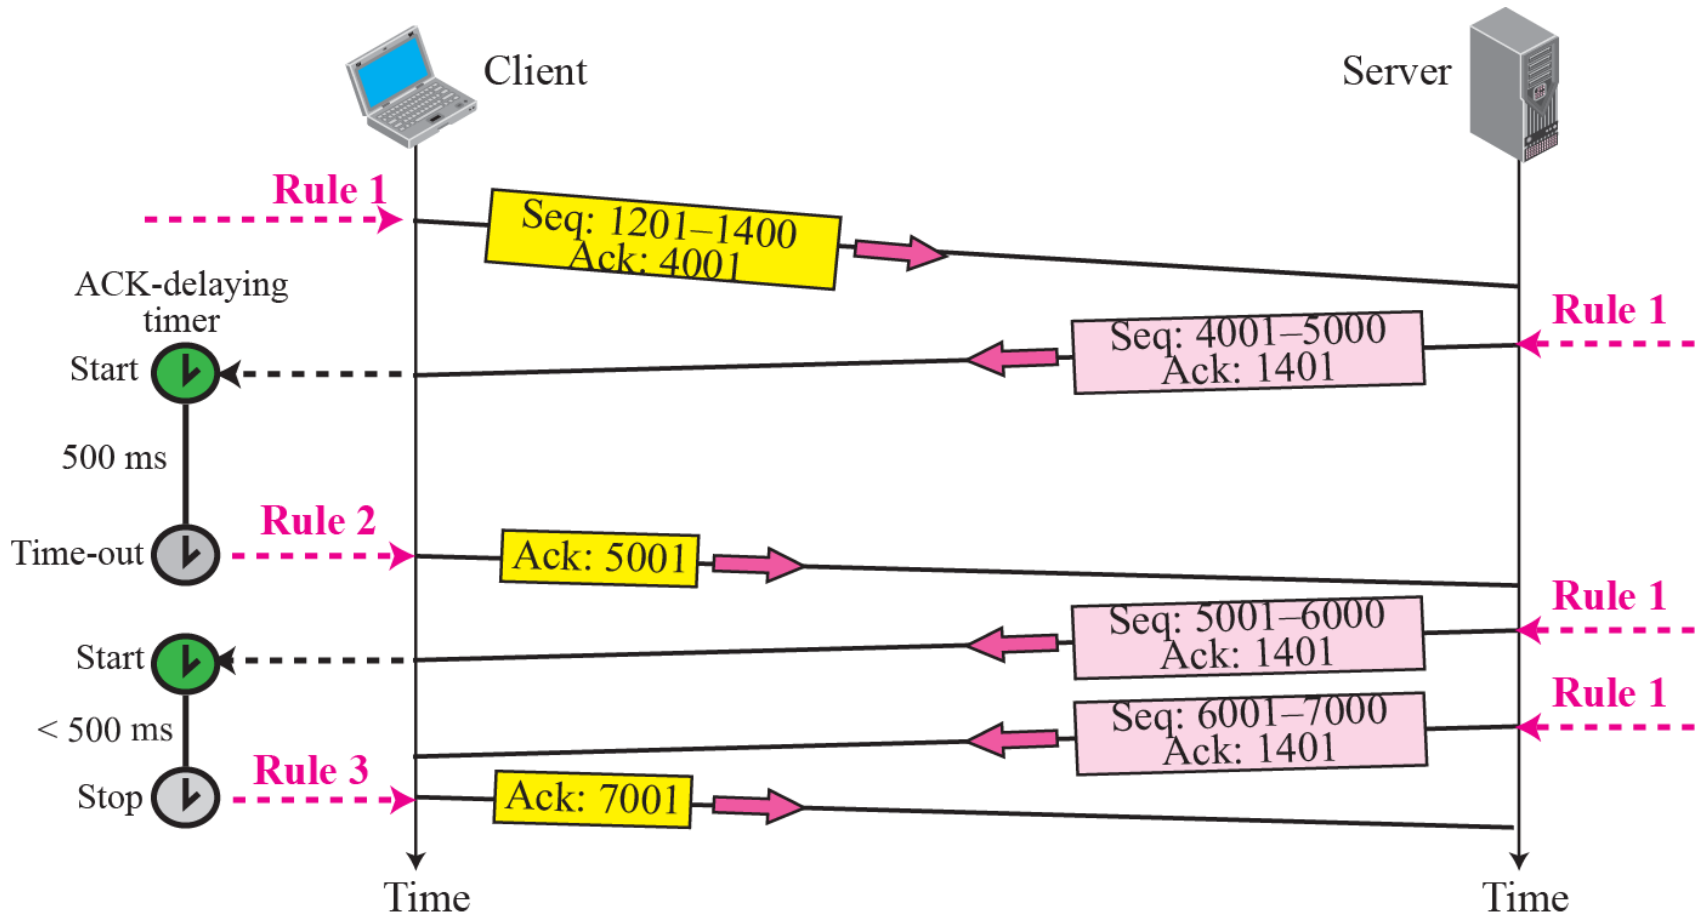 Client
Server
Rule 1
Seq: 1201–1400
Ack: 4001
ACK-delaying
timer
Rule 1
Seq: 4001–5000
Ack: 1401
Start
500 ms
Rule 2
Time-out
Ack: 5001
Rule 1
Seq: 5001–6000
Ack: 1401
Start
Rule 1
Seq: 6001–7000
Ack: 1401
< 500 ms
Rule 3
Stop
Ack: 7001
Time
Time